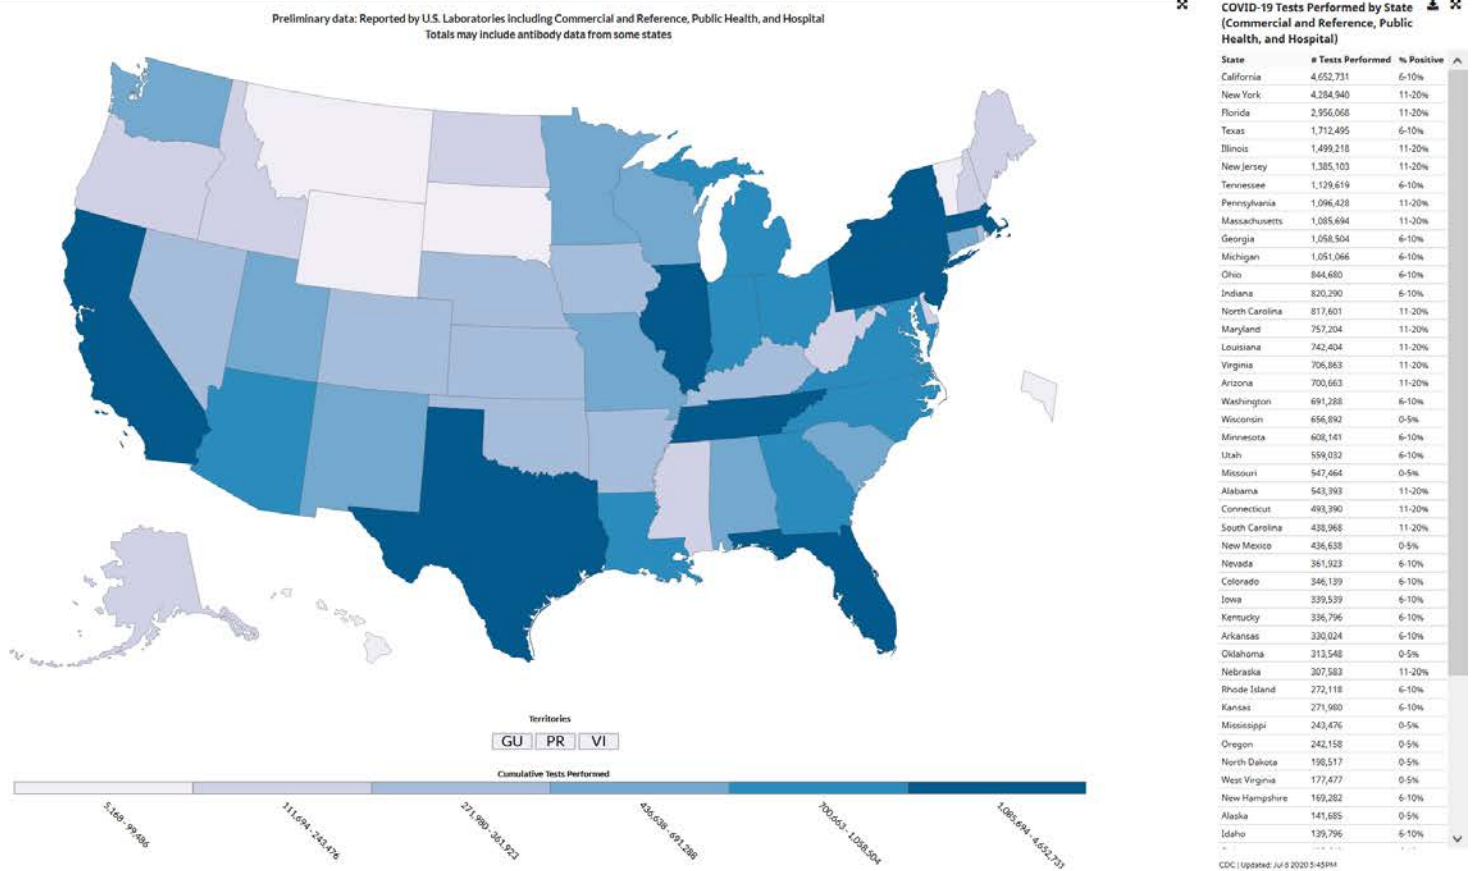 Preliminary data: Reported by U.S. Laboratories including Commercial and Reference, Public Health, and Hospital
Totals may include antibody data from some states
Territories
GU PR VI
Cumulative Tests Performed
5,168 - 99,486
111,694 - 243,476
271,980 - 361,923
436,638 - 691,288
700,663 - 1,058,504
1,085,694 - 4,652,731
COVID-19 Tests Performed by State
(Commercial and Reference, Public
Health, and Hospital)
State # Tests Performed % Positive
California 4,652,731 6-10%
New York 4,284,940 11-20%
Florida 2,956,068 11-20%
Texas 1,712,495 6-10%
Illinois 1,499,218 11-20%
New Jersey 1,385,103 11-20%
Tennessee 1,129,619 6-10%
Pennsylvania 1,096,428 11-20%
Massachusetts 1,085,694 11-20%
Georgia 1,058,504 6-10%
Michigan 1,051,066 6-10%
Ohio 844,680 6-10%
Indiana 820,290 6-10%
North Carolina 817,601 11-20%
Maryland 757,204 11-20%
Louisiana 742,404 11-20%
Virginia 706,863 11-20%
Arizona 700,663 11-20%
Washington 691,288 6-10%
Wisconsin 656,892 0-5%
Minnesota 608,141 6-10%
Utah 559,032 6-10%
Missouri 547,464 0-5%
Alabama 543,393 11-20%
Connecticut 493,390 11-20%
South Carolina 438,968 11-20%
New Mexico 436,638 0-5%
Nevada 361,923 6-10%
Colorado 346,139 6-10%
Iowa 339,539 6-10%
Kentucky 336,796 6-10%
Arkansas 330,024 6-10%
Oklahoma 313,548 0-5%
Nebraska 307,583 11-20%
Rhode Island 272,118 6-10%
Kansas 271,980 6-10%
Mississippi 243,476 0-5%
Oregon 242,158 0-5%
North Dakota 198,517 0-5%
West Virginia 177,477 0-5%
New Hampshire 169,282 6-10%
Alaska 141,685 0-5%
Idaho 139,796 6-10%
CDC | Updated: Jul 8 2020 5:45PM